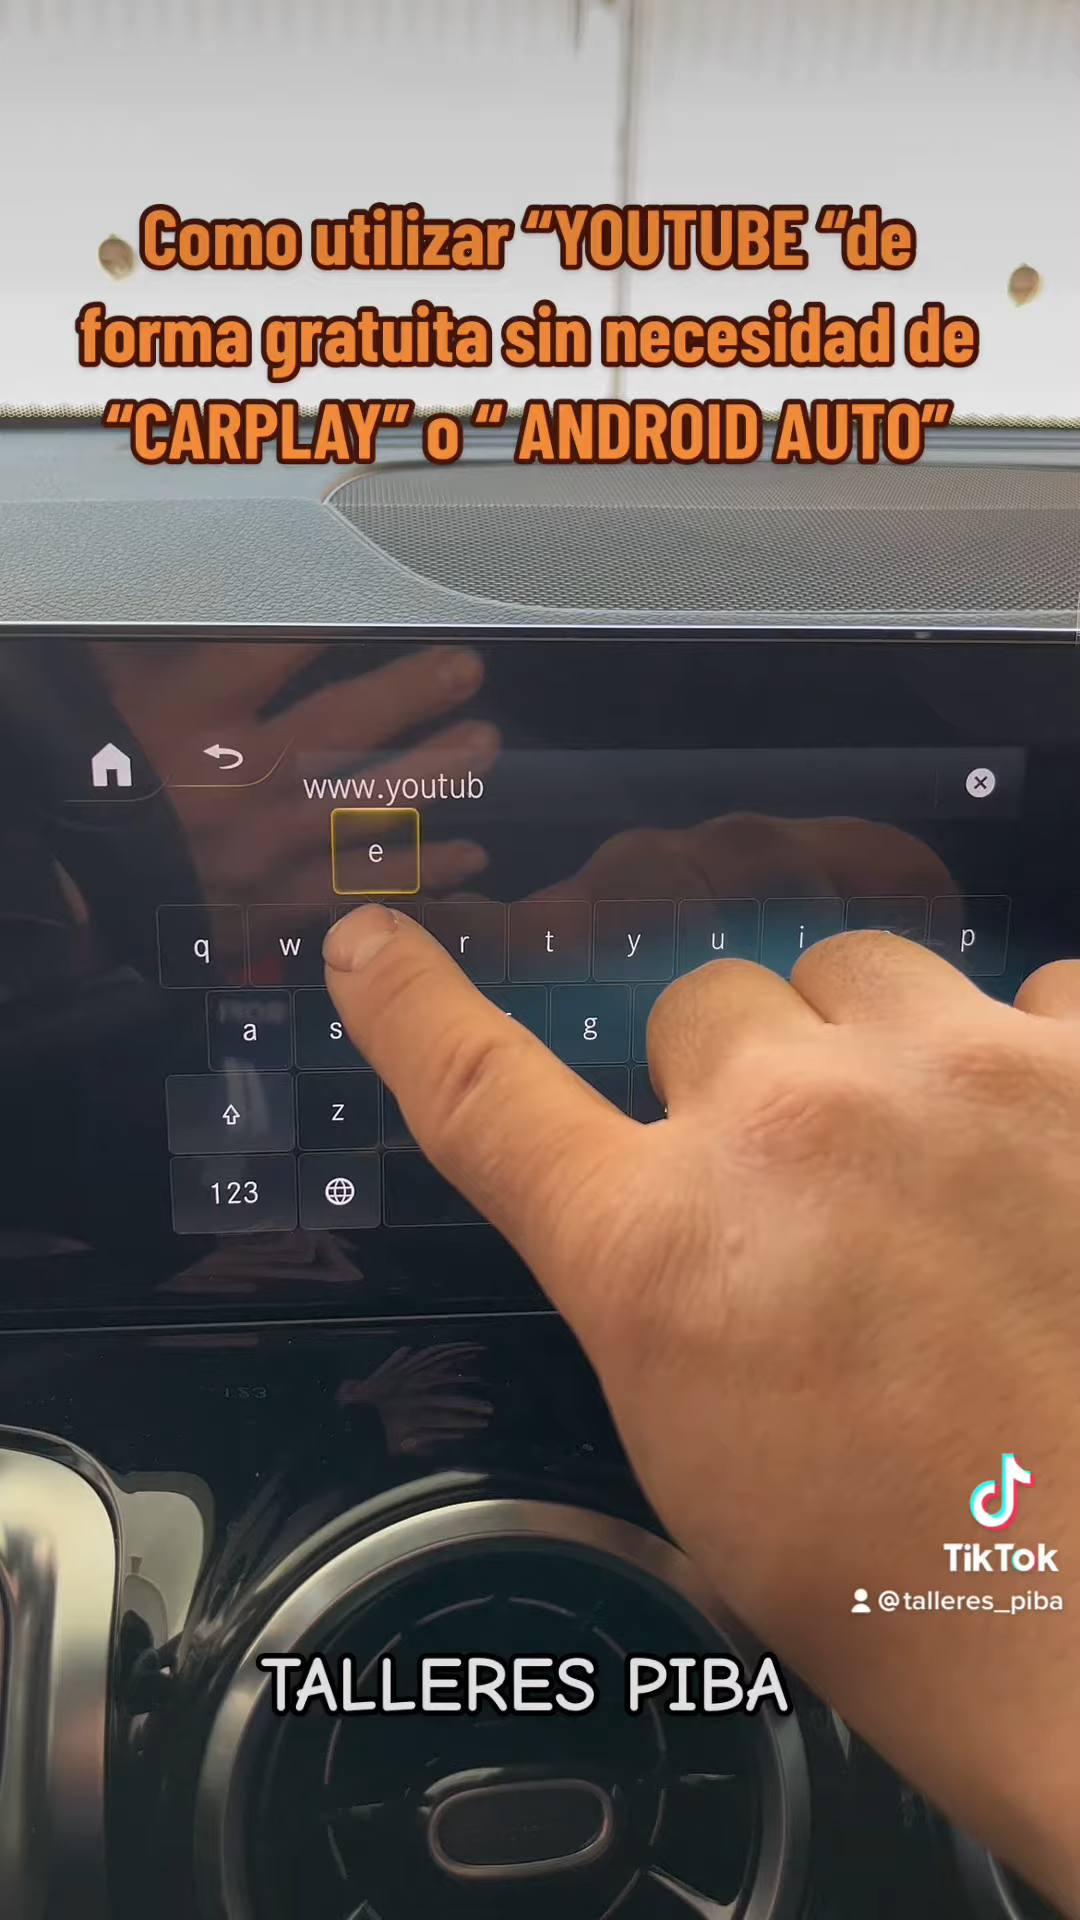 Como utilizar “YOUTUBE “de
forma gratuita sin necesidad de
“CARPLAY” o “ ANDROID AUTO”
www.youtub
e
q w r t y u i p
a s g
z
123
TikTok
@talleres_piba
TALLERES PIBA